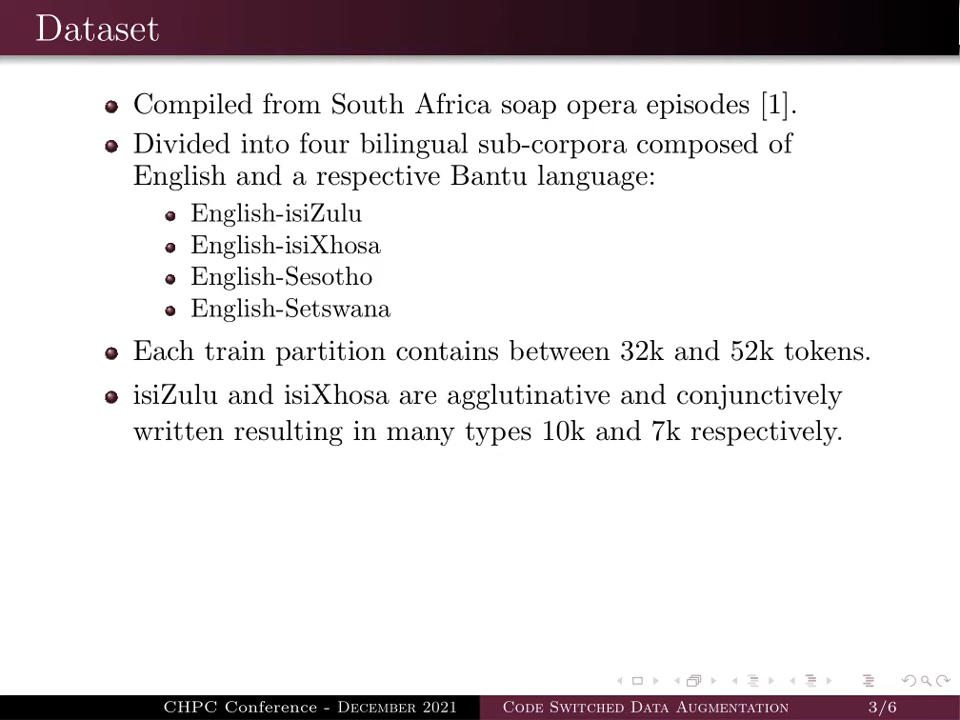 Dataset
Compiled from South Africa soap opera episodes [1].
Divided into four bilingual sub-corpora composed of
English and a respective Bantu language:
English-isiZulu
English-isiXhosa
English-Sesotho
English-Setswana
Each train partition contains between 32k and 52k tokens.
isiZulu and isiXhosa are agglutinative and conjunctively
written resulting in many types 10k and 7k respectively.
CHPC Conference - December 2021 Code Switched Data Augmentation 3/6